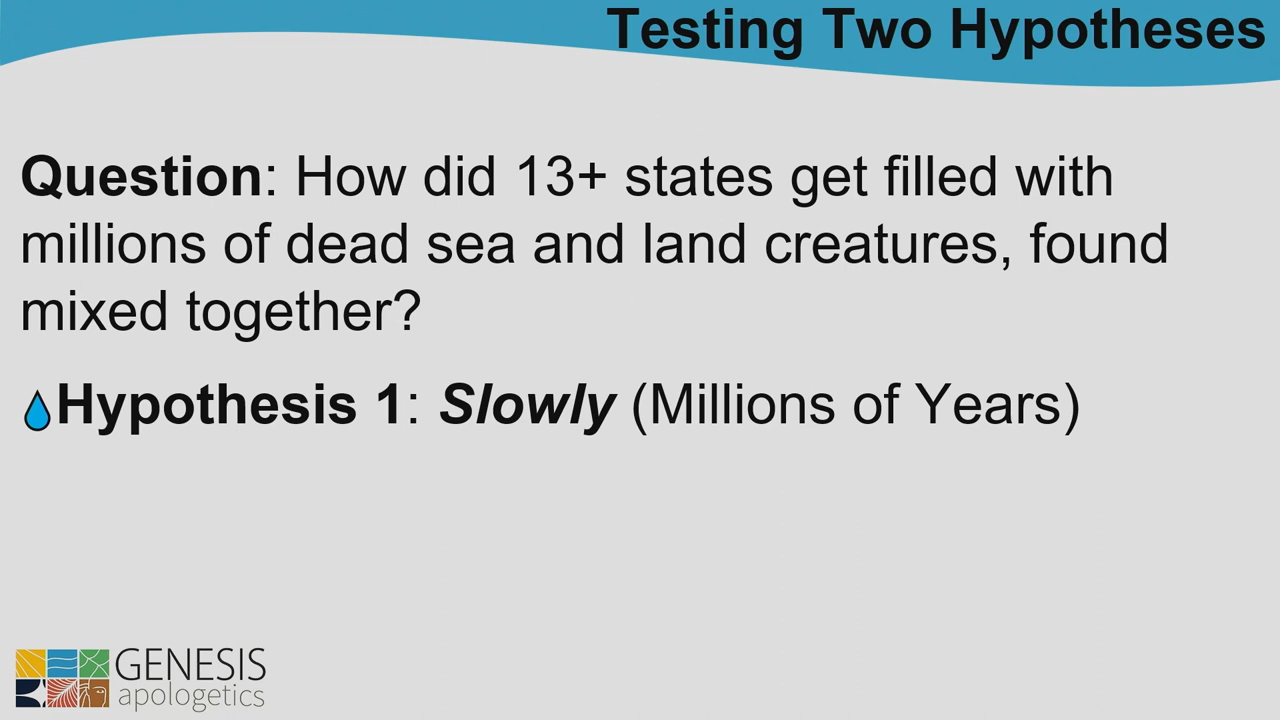 Testing Two Hypotheses
Question: How did 13+ states get filled with
millions of dead sea and land creatures, found
mixed together?
Hypothesis 1: Slowly (Millions of Years)
GENESIS
apologetics